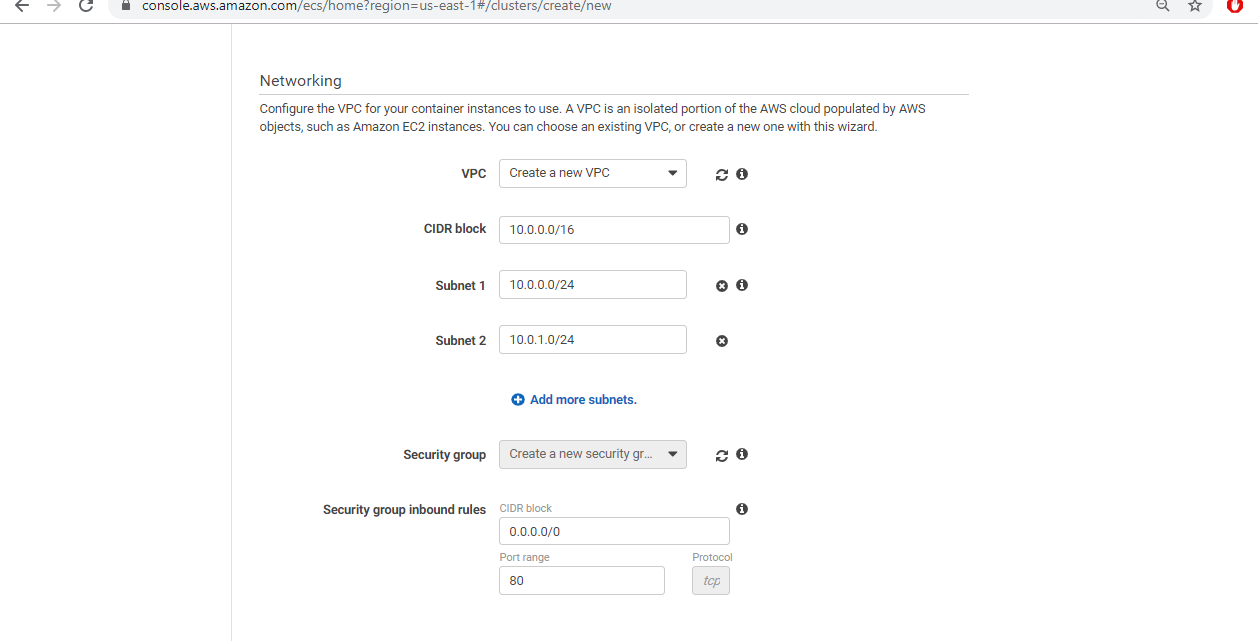 console.aws.amazon.com/ecs/home?region=us-east-1#/clusters/create/new
Networking
Configure the VPC for your container instances to use. A VPC is an isolated portion of the AWS cloud populated by AWS
objects, such as Amazon EC2 instances. You can choose an existing VPC, or create a new one with this wizard.
VPC Create a new VPC
CIDR block 10.0.0.0/16
Subnet 1 10.0.0.0/24
Subnet 2 10.0.1.0/24
Add more subnets.
Security group Create a new security gr...
Security group inbound rules CIDR block
0.0.0.0/0
Port range Protocol
80 tcp